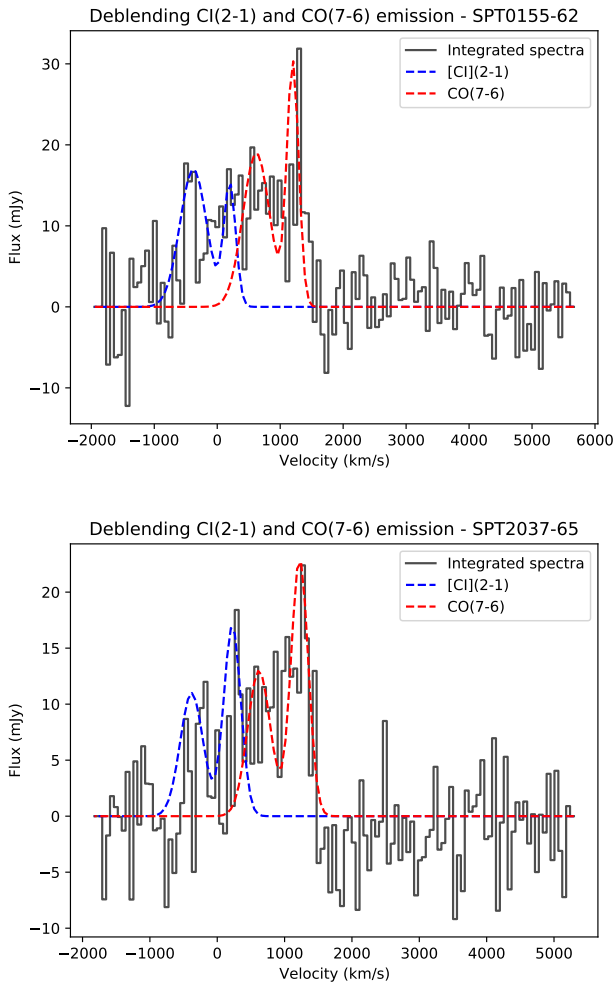 Deblending CI(2-1) and CO(7-6) emission - SPT0155-62
Integrated spectra
[CI](2-1)
CO(7-6)
30
20
10
0
−10
Flux (mJy)
−2000 −1000 0 1000 2000 3000 4000 5000 6000
Velocity (km/s)
Deblending CI(2-1) and CO(7-6) emission - SPT2037-65
Integrated spectra
[CI](2-1)
CO(7-6)
20
15
10
5
0
−5
−10
Flux (mJy)
−2000 −1000 0 1000 2000 3000 4000 5000
Velocity (km/s)